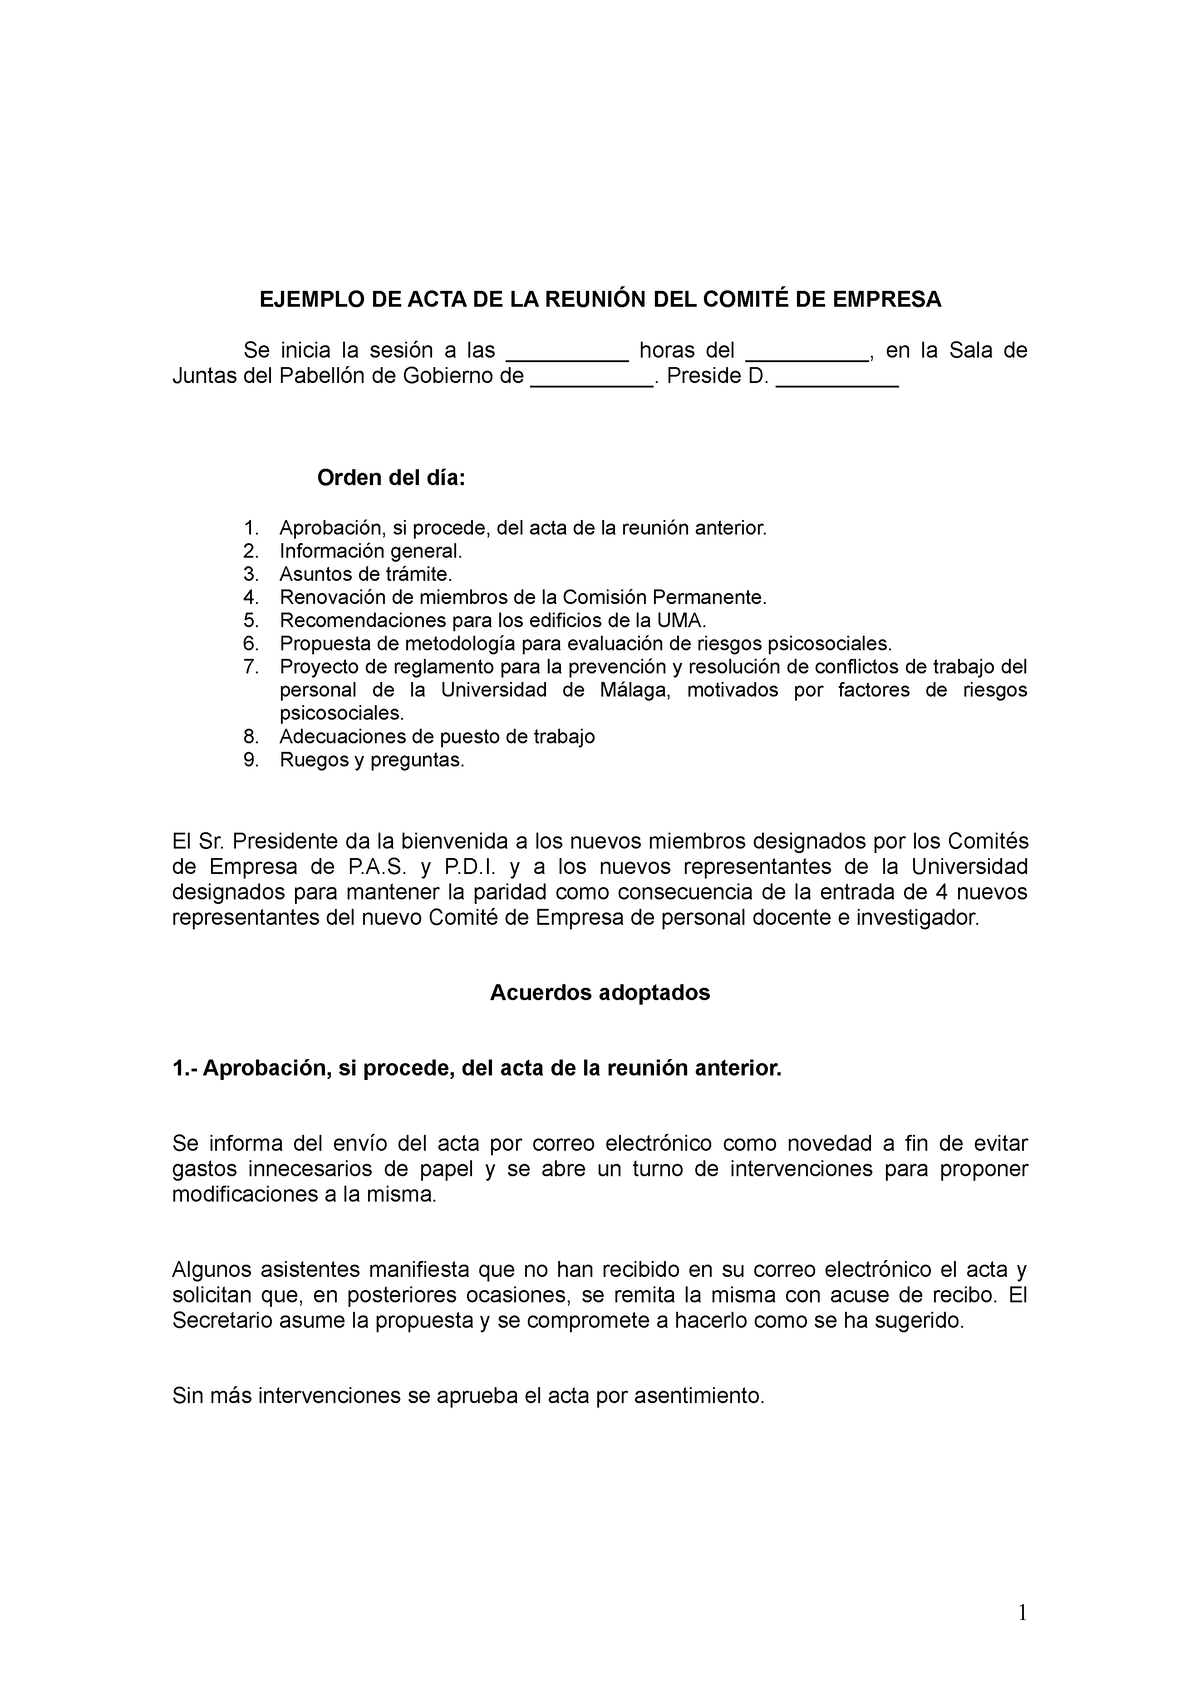 EJEMPLO DE ACTA DE LA REUNIÓN DEL COMITÉ DE EMPRESA
Se inicia la sesión a las __________ horas del __________, en la Sala de
Juntas del Pabellón de Gobierno de __________. Preside D. __________
Orden del día:
1. Aprobación, si procede, del acta de la reunión anterior.
2. Información general.
3. Asuntos de trámite.
4. Renovación de miembros de la Comisión Permanente.
5. Recomendaciones para los edificios de la UMA.
6. Propuesta de metodología para evaluación de riesgos psicosociales.
7. Proyecto de reglamento para la prevención y resolución de conflictos de trabajo del
personal de la Universidad de Málaga, motivados por factores de riesgos
psicosociales.
8. Adecuaciones de puesto de trabajo
9. Ruegos y preguntas.
El Sr. Presidente da la bienvenida a los nuevos miembros designados por los Comités
de Empresa de P.A.S. y P.D.I. y a los nuevos representantes de la Universidad
designados para mantener la paridad como consecuencia de la entrada de 4 nuevos
representantes del nuevo Comité de Empresa de personal docente e investigador.
Acuerdos adoptados
1.- Aprobación, si procede, del acta de la reunión anterior.
Se informa del envío del acta por correo electrónico como novedad a fin de evitar
gastos innecesarios de papel y se abre un turno de intervenciones para proponer
modificaciones a la misma.
Algunos asistentes manifiesta que no han recibido en su correo electrónico el acta y
solicitan que, en posteriores ocasiones, se remita la misma con acuse de recibo. El
Secretario asume la propuesta y se compromete a hacerlo como se ha sugerido.
Sin más intervenciones se aprueba el acta por asentimiento.
1